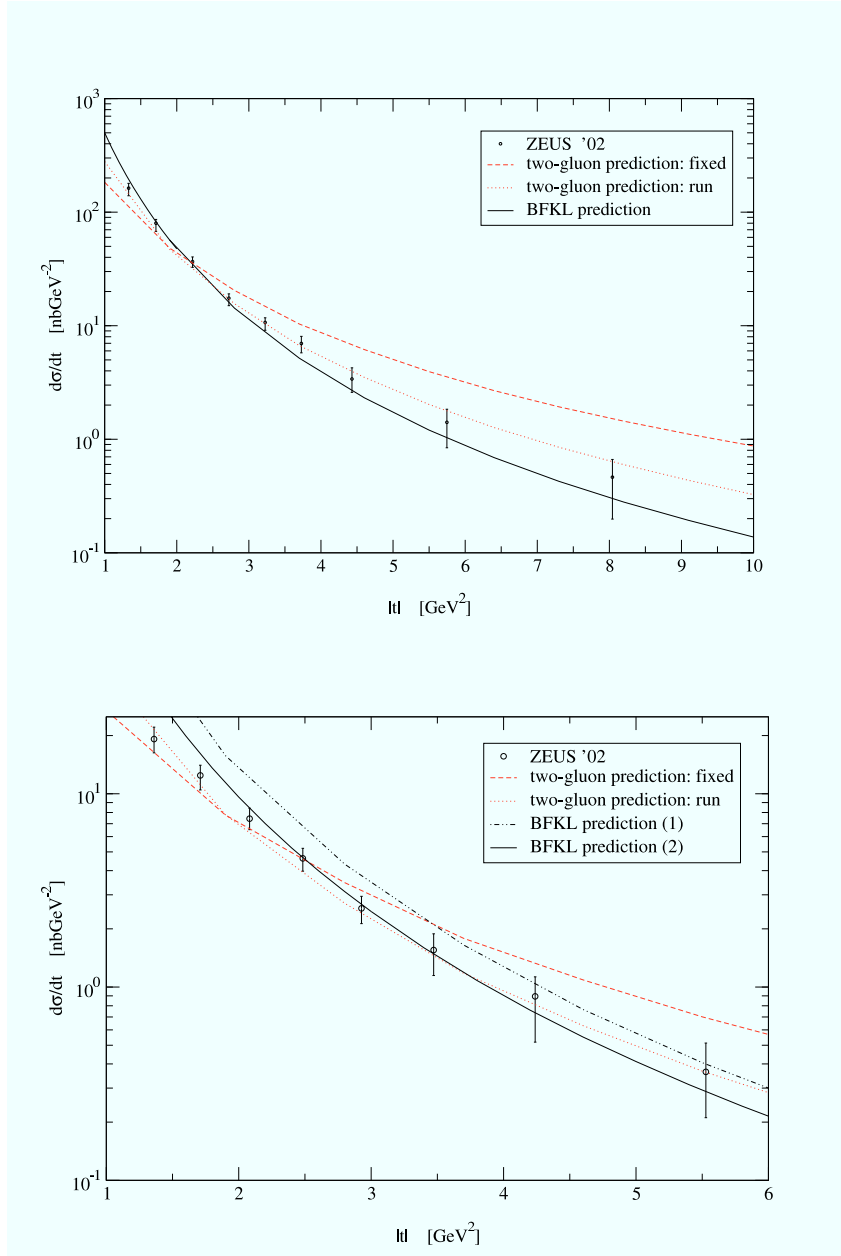 10^3
10^2
10^1
10^0
10^-1
dσ/dt [nbGeV^-2]
ZEUS '02
two-gluon prediction: fixed
two-gluon prediction: run
BFKL prediction
1 2 3 4 5 6 7 8 9 10
|t| [GeV^2]
10^1
10^0
10^-1
dσ/dt [nbGeV^-2]
ZEUS '02
two-gluon prediction: fixed
two-gluon prediction: run
BFKL prediction (1)
BFKL prediction (2)
1 2 3 4 5 6
|t| [GeV^2]